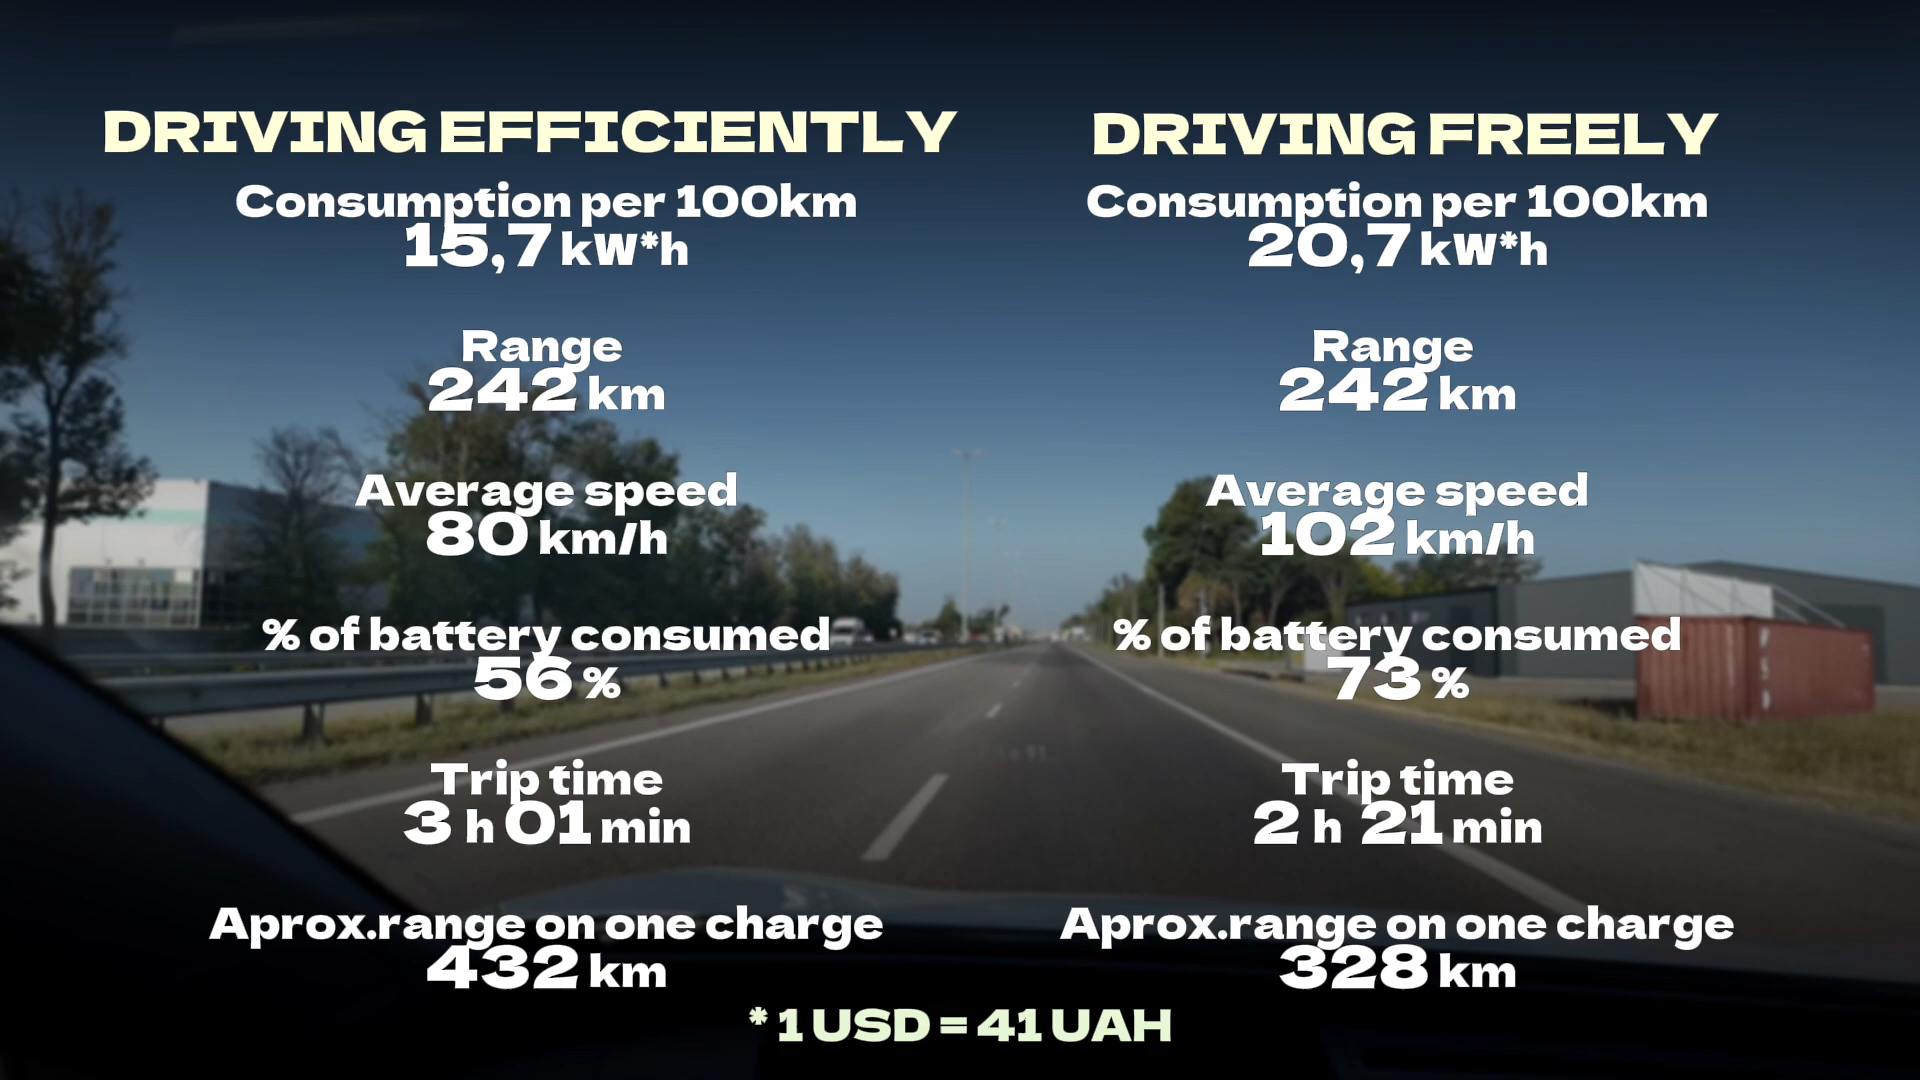 DRIVING EFFICIENTLY
Consumption per 100km
15,7 kW*h
Range
242 km
Average speed
80 km/h
% of battery consumed
56 %
Trip time
3 h 01 min
Aprox.range on one charge
432 km
DRIVING FREELY
Consumption per 100km
20,7 kW*h
Range
242 km
Average speed
102 km/h
% of battery consumed
73 %
Trip time
2 h 21 min
Aprox.range on one charge
328 km
* 1 USD = 41 UAH